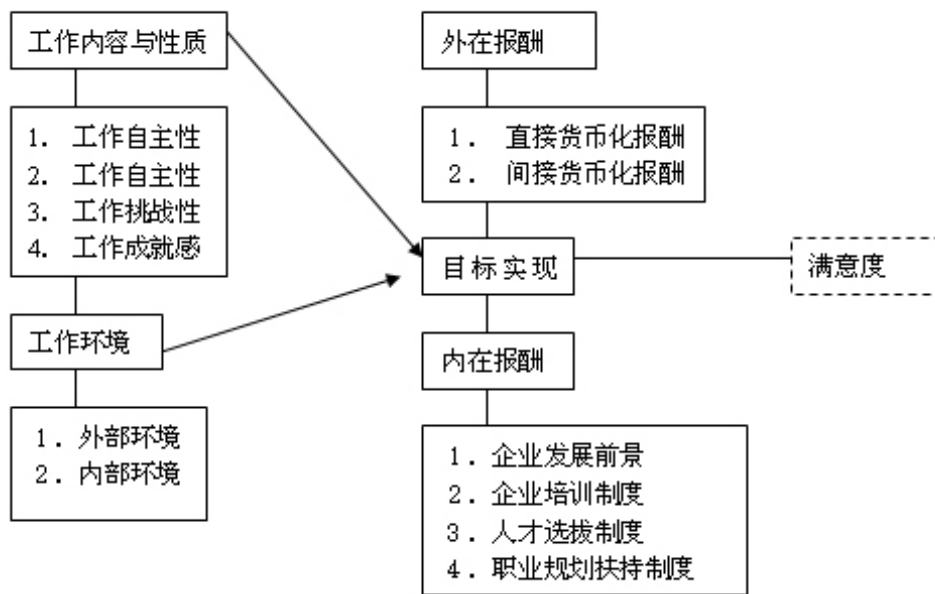 工作内容与性质
1. 工作自主性
2. 工作自主性
3. 工作挑战性
4. 工作成就感
工作环境
1. 外部环境
2. 内部环境
外在报酬
1. 直接货币化报酬
2. 间接货币化报酬
目标实现
满意度
内在报酬
1. 企业发展前景
2. 企业培训制度
3. 人才选拔制度
4. 职业规划扶持制度